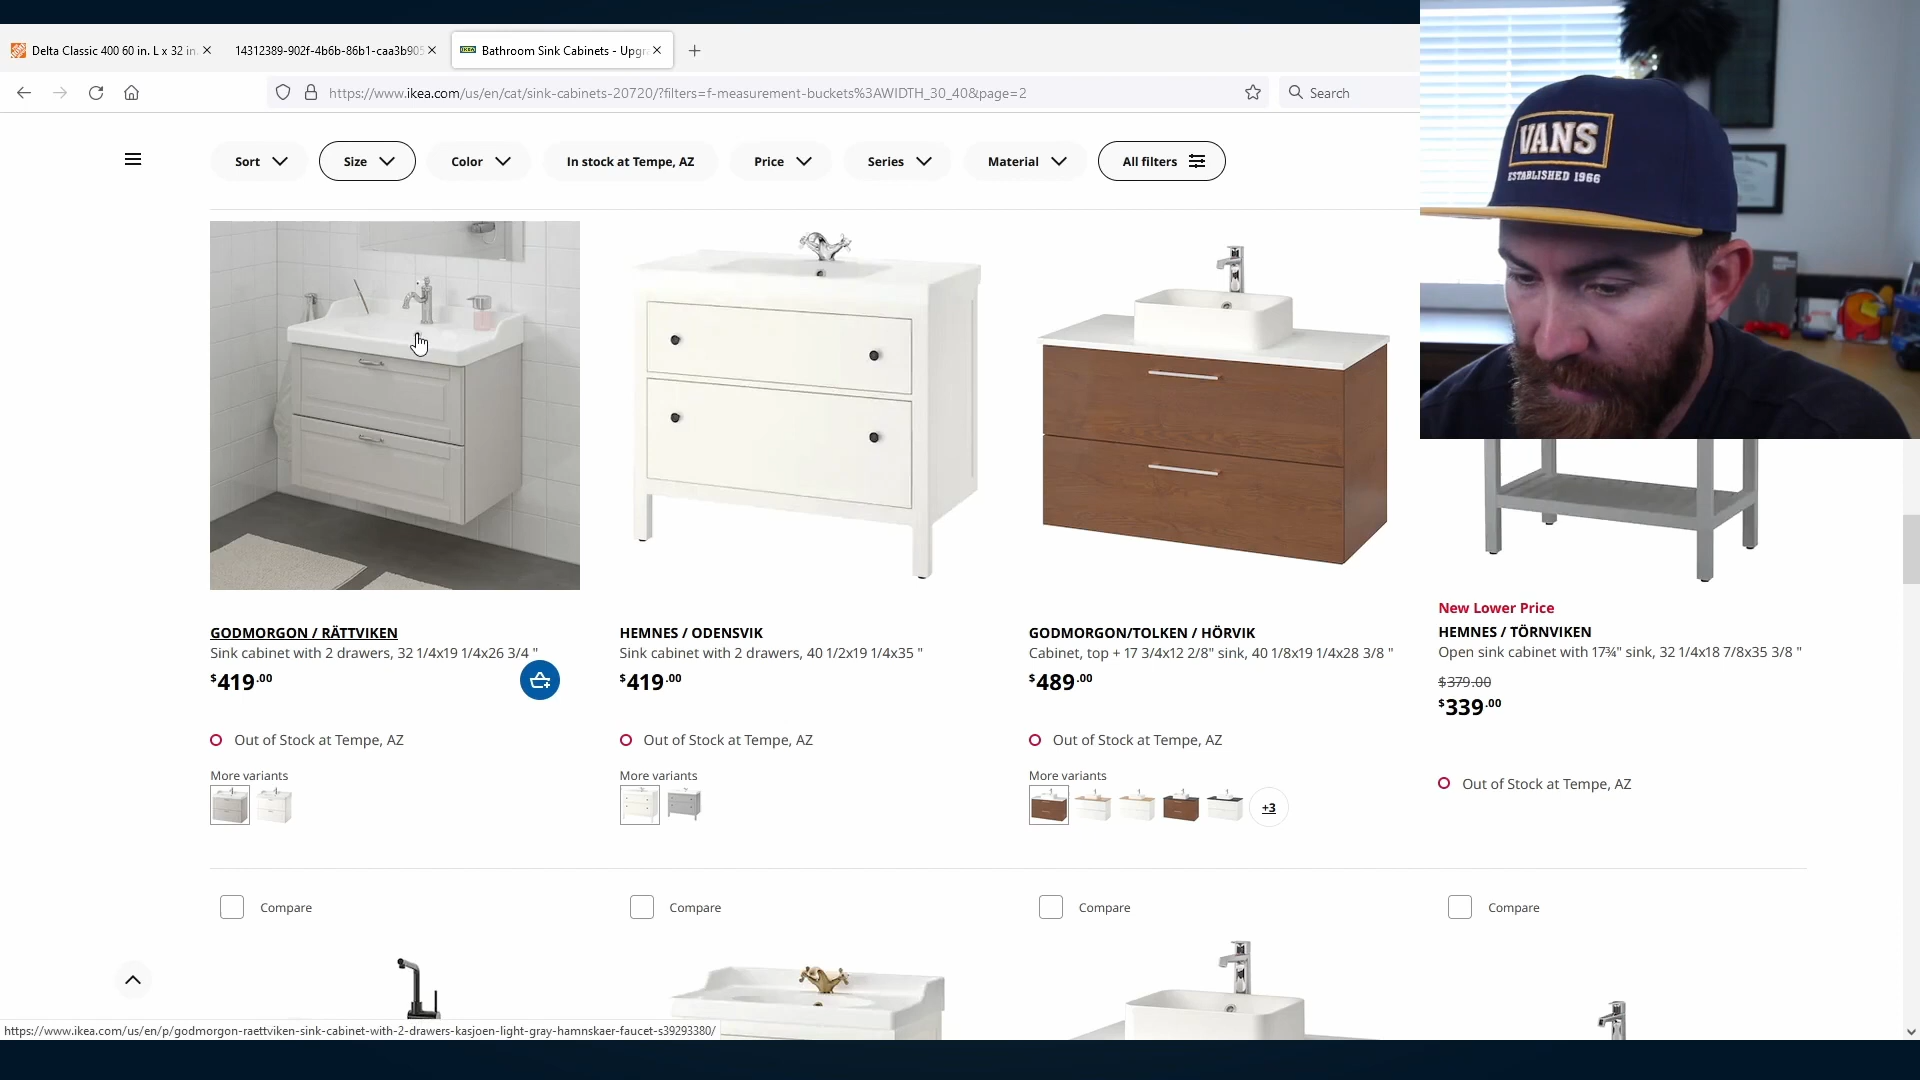 Delta Classic 400 60 in. L x 32 in.
14312389-902f-4b6b-86b1-caa3b905
Bathroom Sink Cabinets - Upgr
https://www.ikea.com/us/en/cat/sink-cabinets-20720/?filters=f-measurement-buckets%3AWIDTH_30_40&page=2
Search
Sort
Size
Color
In stock at Tempe, AZ
Price
Series
Material
All filters
VANS
ESTABLISHED 1966
GODMORGON / RÄTTVIKEN
Sink cabinet with 2 drawers, 32 1/4x19 1/4x26 3/4 "
$419.00
Out of Stock at Tempe, AZ
More variants
HEMNES / ODENSVIK
Sink cabinet with 2 drawers, 40 1/2x19 1/4x35 "
$419.00
Out of Stock at Tempe, AZ
More variants
GODMORGON/TOLKEN / HÖRVIK
Cabinet, top + 17 3/4x12 2/8" sink, 40 1/8x19 1/4x28 3/8 "
$489.00
Out of Stock at Tempe, AZ
More variants
+3
New Lower Price
HEMNES / TÖRNVIKEN
Open sink cabinet with 17¾" sink, 32 1/4x18 7/8x35 3/8 "
$379.00
$339.00
Out of Stock at Tempe, AZ
Compare
Compare
Compare
Compare
https://www.ikea.com/us/en/p/godmorgon-raettviken-sink-cabinet-with-2-drawers-kasjoen-light-gray-hamnskaer-faucet-s39293380/